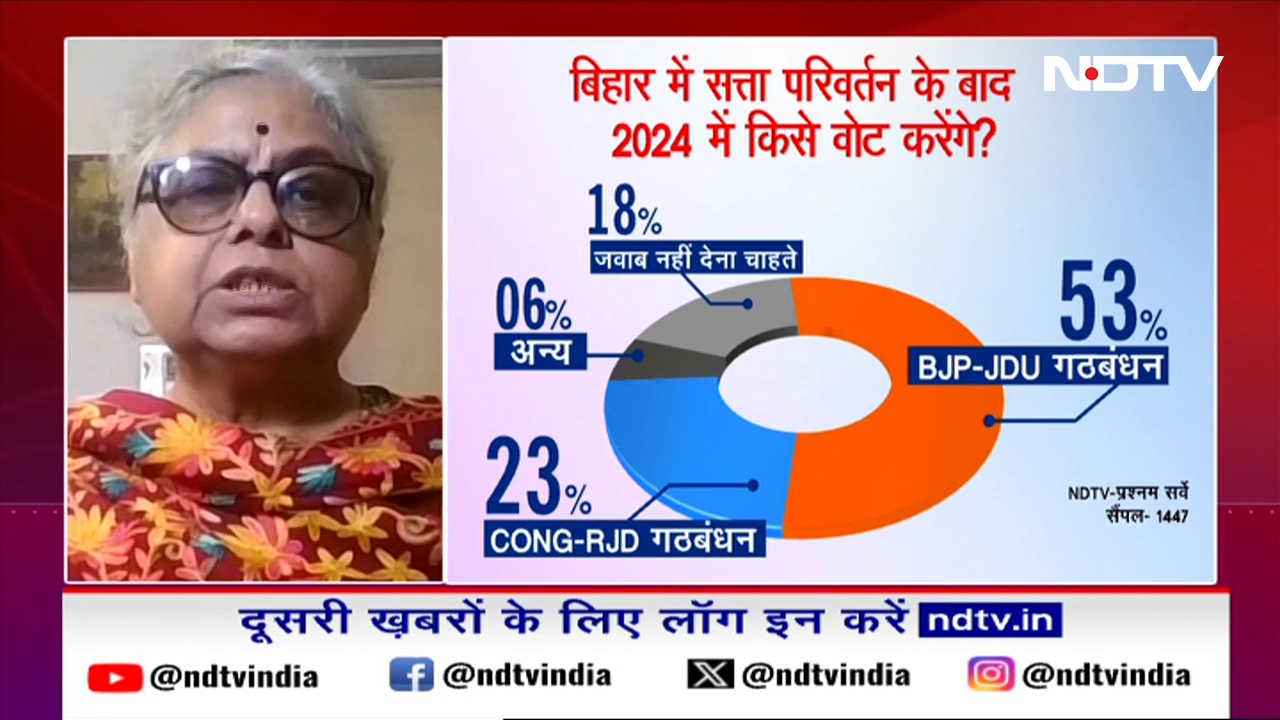 NDTV
बिहार में सत्ता परिवर्तन के बाद
2024 में किसे वोट करेंगे?
18%
जवाब नहीं देना चाहते
06%
अन्य
53%
BJP-JDU गठबंधन
23%
CONG-RJD गठबंधन
NDTV-प्रश्नम सर्वे
सैंपल- 1447
दूसरी ख़बरों के लिए लॉग इन करें ndtv.in
@ndtvindia @ndtvindia @ndtvindia @ndtvindia